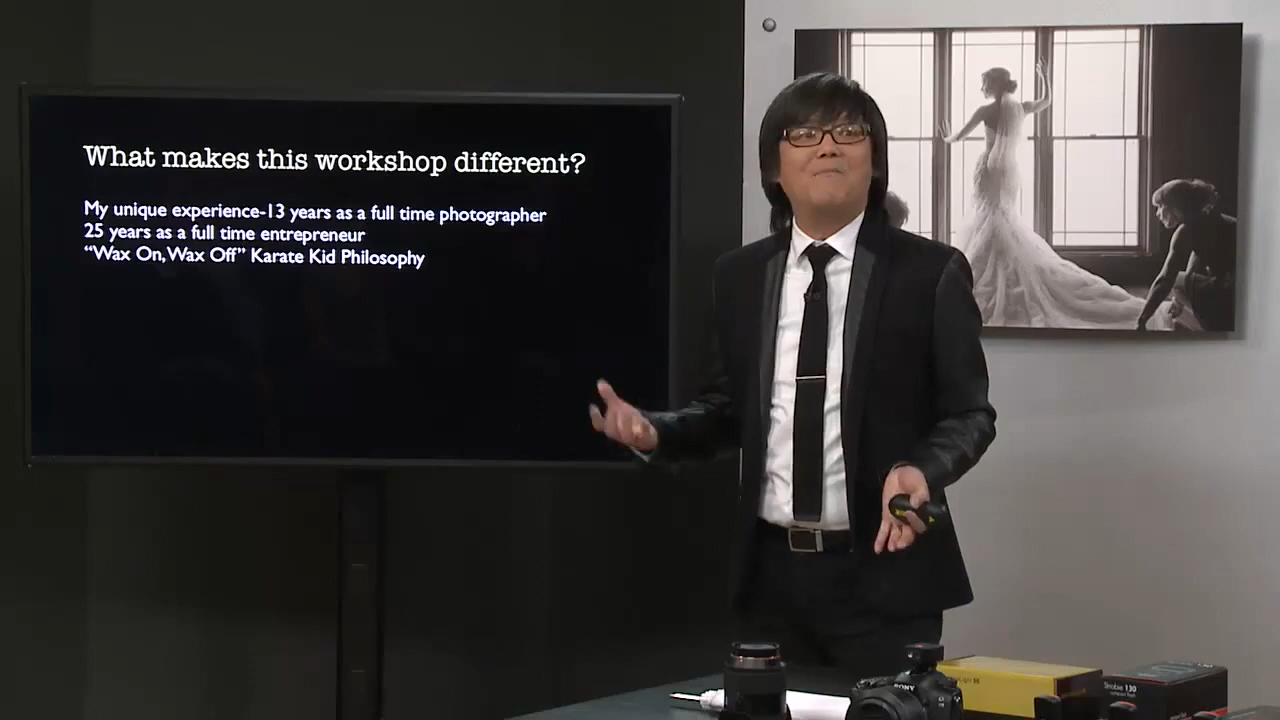 What makes this workshop different?
My unique experience-13 years as a full time photographer
25 years as a full time entrepreneur
“Wax On, Wax Off” Karate Kid Philosophy
SONY
Strobie 130